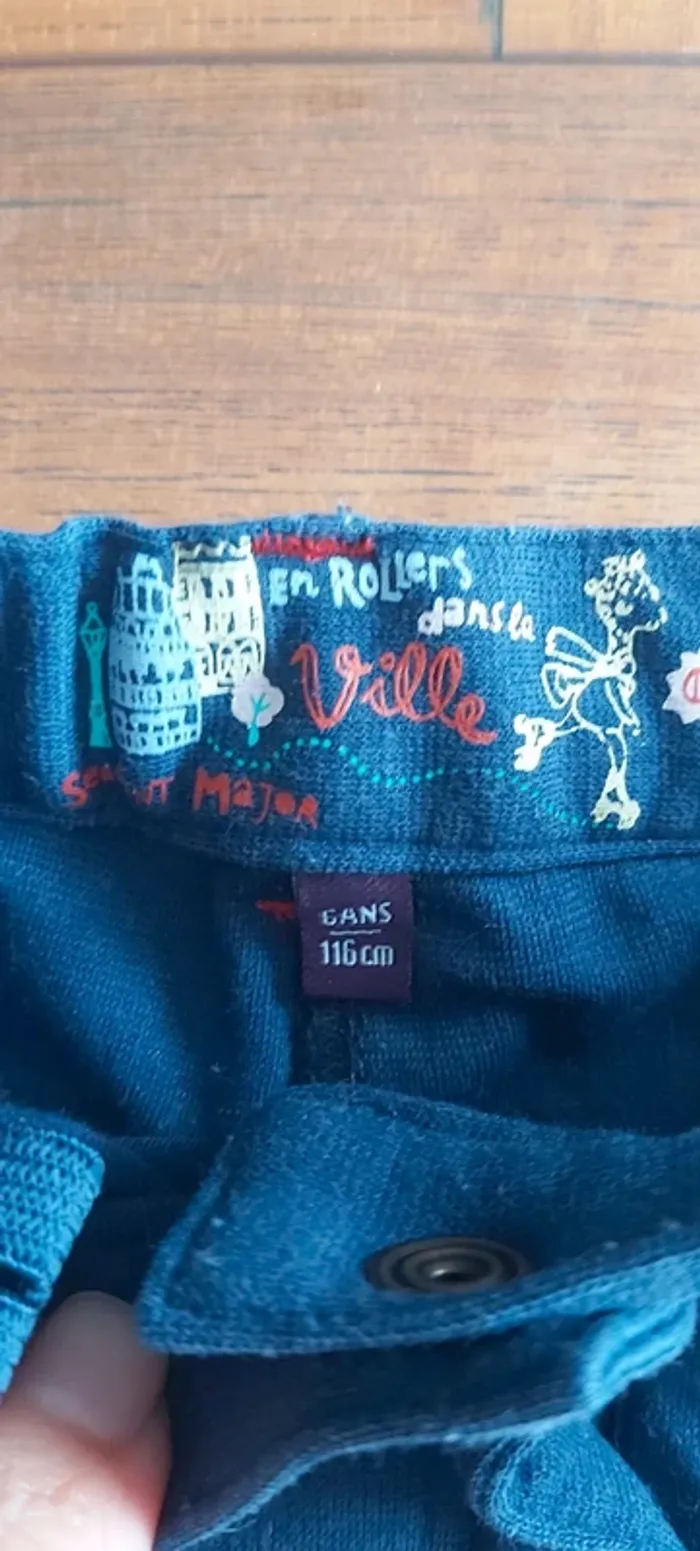 En ROLLers
dans la
Ville
MAJOR
6ANS
116cm